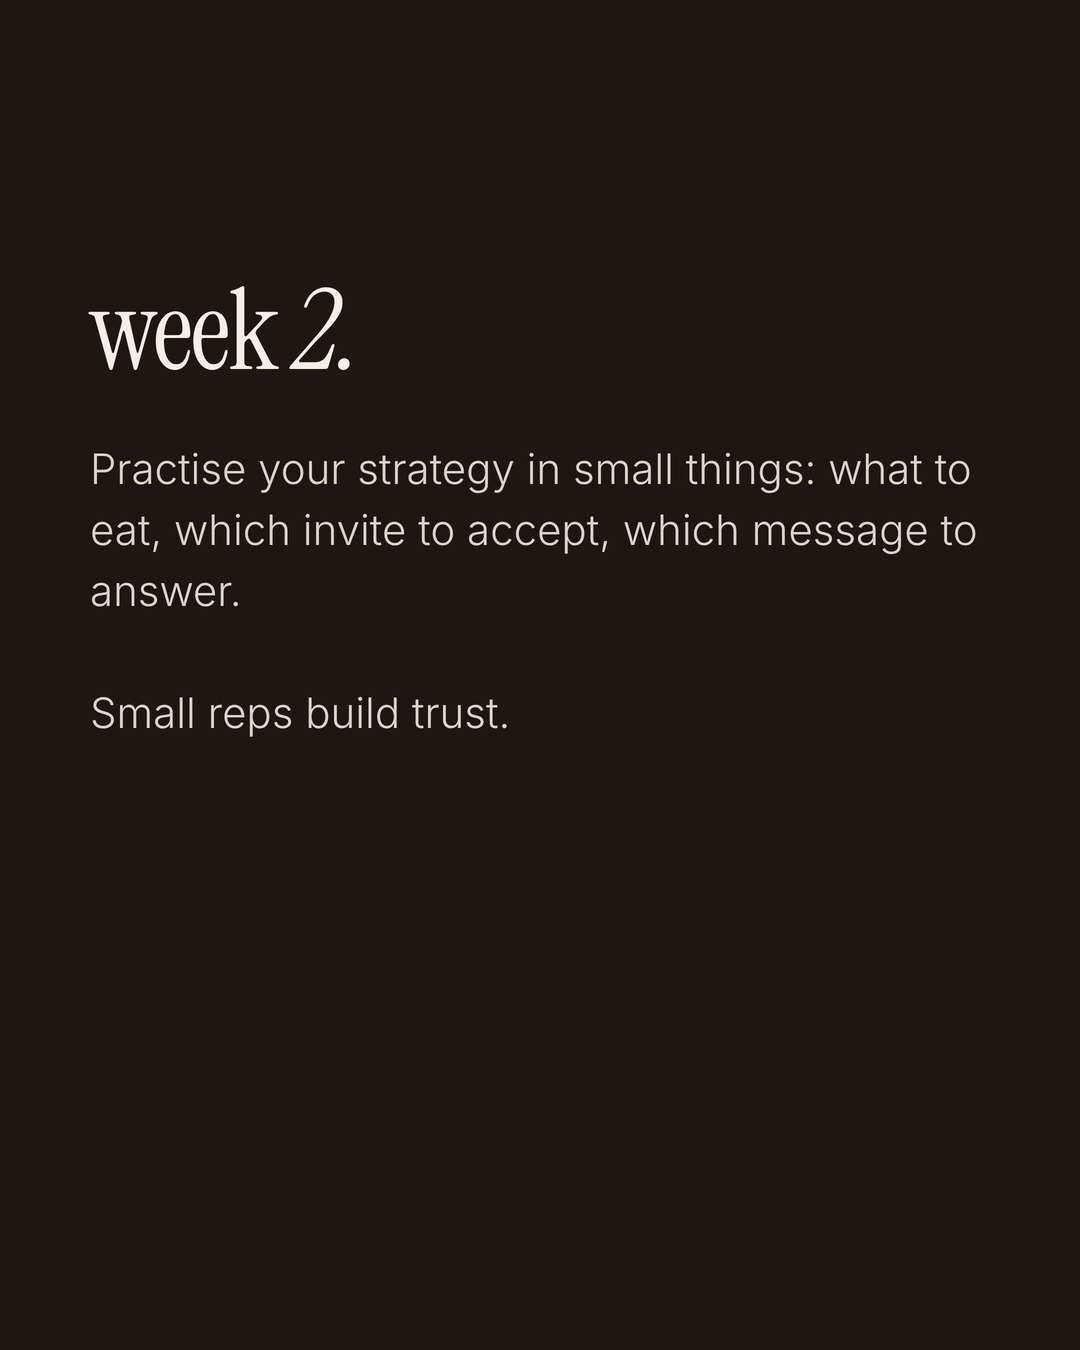 week 2.
Practise your strategy in small things: what to
eat, which invite to accept, which message to
answer.
Small reps build trust.